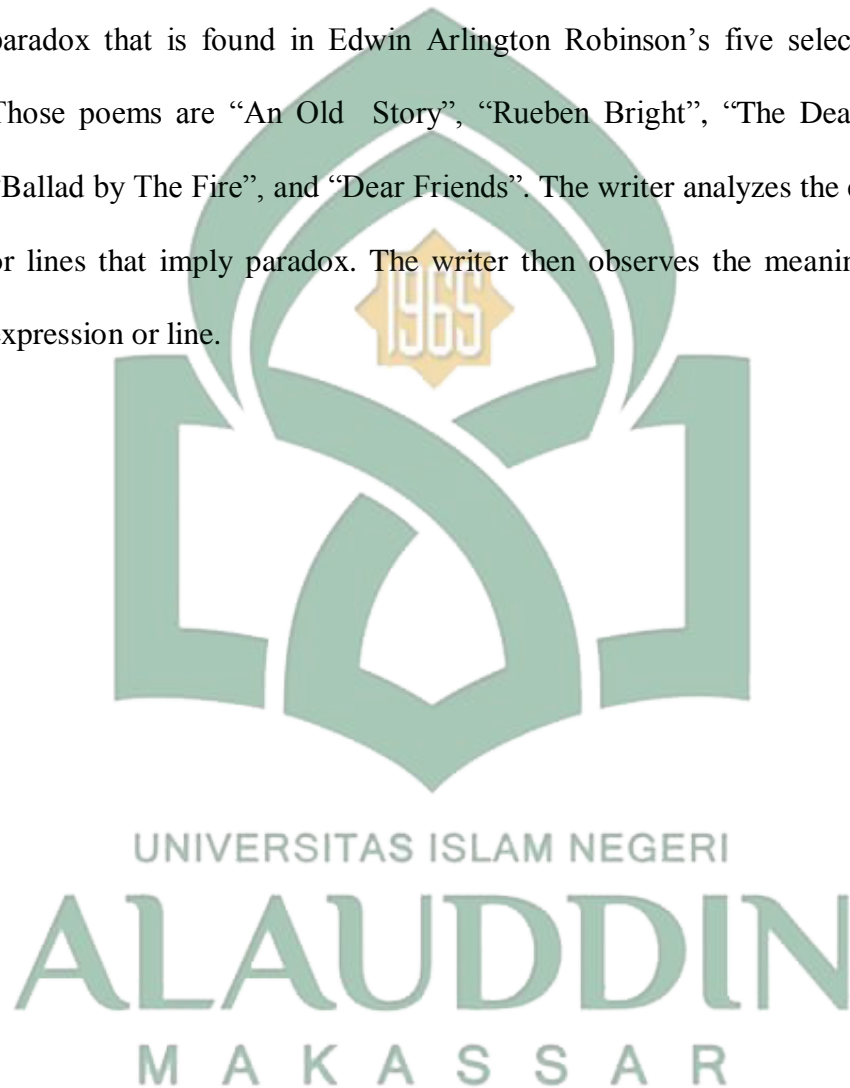 paradox that is found in Edwin Arlington Robinson’s five selec
Those poems are “An Old Story”, “Rueben Bright”, “The Dea
“Ballad by The Fire”, and “Dear Friends”. The writer analyzes the
or lines that imply paradox. The writer then observes the meanin
expression or line.
1965
UNIVERSITAS ISLAM NEGERI
ALAUDDIN
MAKASSAR